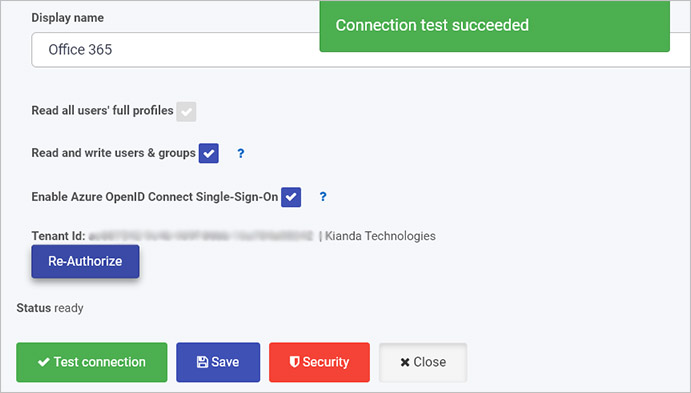 Display name
Connection test succeeded
Office 365
Read all users' full profiles
Read and write users & groups ?
Enable Azure OpenID Connect Single-Sign-On ?
Tenant Id: | Kianda Technologies
Re-Authorize
Status ready
Test connection Save Security Close